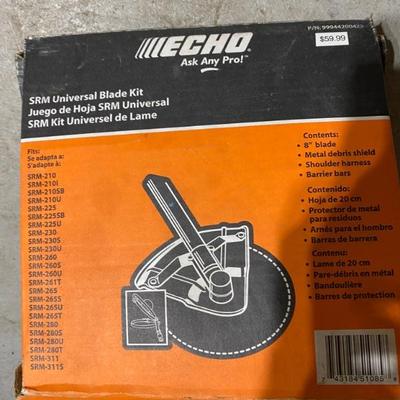 P/N: 99944200422
$59.99
ECHO
Ask Any Pro!™
SRM Universal Blade Kit
Juego de Hoja SRM Universal
SRM Kit Universel de Lame
Fits:
Se adapta a:
S'adapte à:
SRM-210
SRM-210I
SRM-210SB
SRM-210U
SRM-225
SRM-225SB
SRM-225U
SRM-230
SRM-230S
SRM-230U
SRM-260
SRM-260S
SRM-260U
SRM-261T
SRM-265
SRM-265S
SRM-265U
SRM-265T
SRM-280
SRM-280S
SRM-280U
SRM-280T
SRM-311
SRM-311S
Contents:
• 8" blade
• Metal debris shield
• Shoulder harness
• Barrier bars
Contenido:
• Hoja de 20 cm
• Protector de metal
para residuos
• Arnés para el hombro
• Barras de barrera
Contenu:
• Lame de 20 cm
• Pare-débris en métal
• Bandoulière
• Barres de protection
7 43184 51085 8